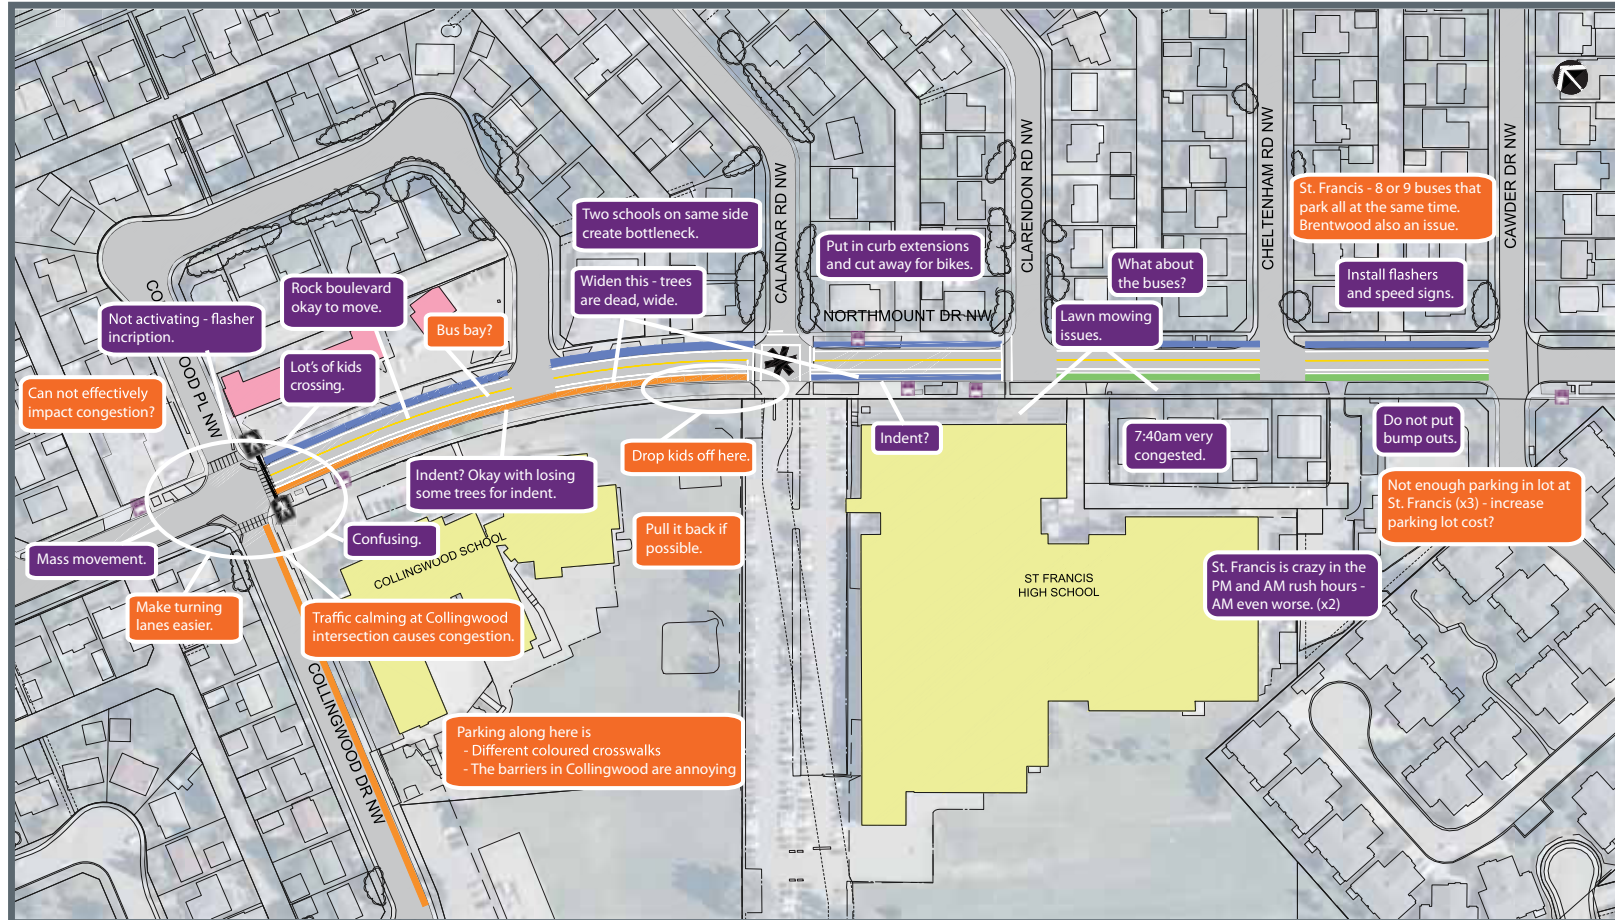 CALANDAR RD NW
CLARENDON RD NW
CHELTENHAM RD NW
CAWDER DR NW
St. Francis - 8 or 9 buses that
park all at the same time.
Brentwood also an issue.
Two schools on same side
create bottleneck.
Put in curb extensions
and cut away for bikes.
What about
the buses?
Install flashers
and speed signs.
Rock boulevard
okay to move.
Widen this - trees
are dead, wide.
NORTHMOUNT DR NW
Lawn mowing
issues.
Not activating - flasher
incription.
Bus bay?
Lot's of kids
crossing.
Can not effectively
impact congestion?
OOD PL NW
CO
Drop kids off here.
Indent?
7:40am very
congested.
Do not put
bump outs.
Indent? Okay with losing
some trees for indent.
Not enough parking in lot at
St. Francis (x3) - increase
parking lot cost?
Pull it back if
possible.
Confusing.
Mass movement.
COLLINGWOOD SCHOOL
ST FRANCIS
HIGH SCHOOL
St. Francis is crazy in the
PM and AM rush hours -
AM even worse. (x2)
Make turning
lanes easier.
Traffic calming at Collingwood
intersection causes congestion.
COLLINGWOOD DR NW
Parking along here is
- Different coloured crosswalks
- The barriers in Collingwood are annoying